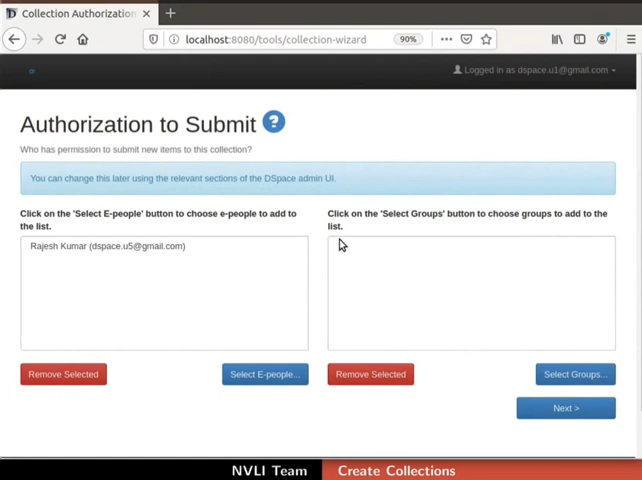 Collection Authorization
localhost:8080/tools/collection-wizard
90%
Logged in as dspace.u1@gmail.com
Authorization to Submit ?
Who has permission to submit new items to this collection?
You can change this later using the relevant sections of the DSpace admin UI.
Click on the 'Select E-people' button to choose e-people to add to
the list.
Rajesh Kumar (dspace.u5@gmail.com)
Remove Selected
Select E-people...
Click on the 'Select Groups' button to choose groups to add to the
list.
Remove Selected
Select Groups...
Next >
NVLI Team
Create Collections